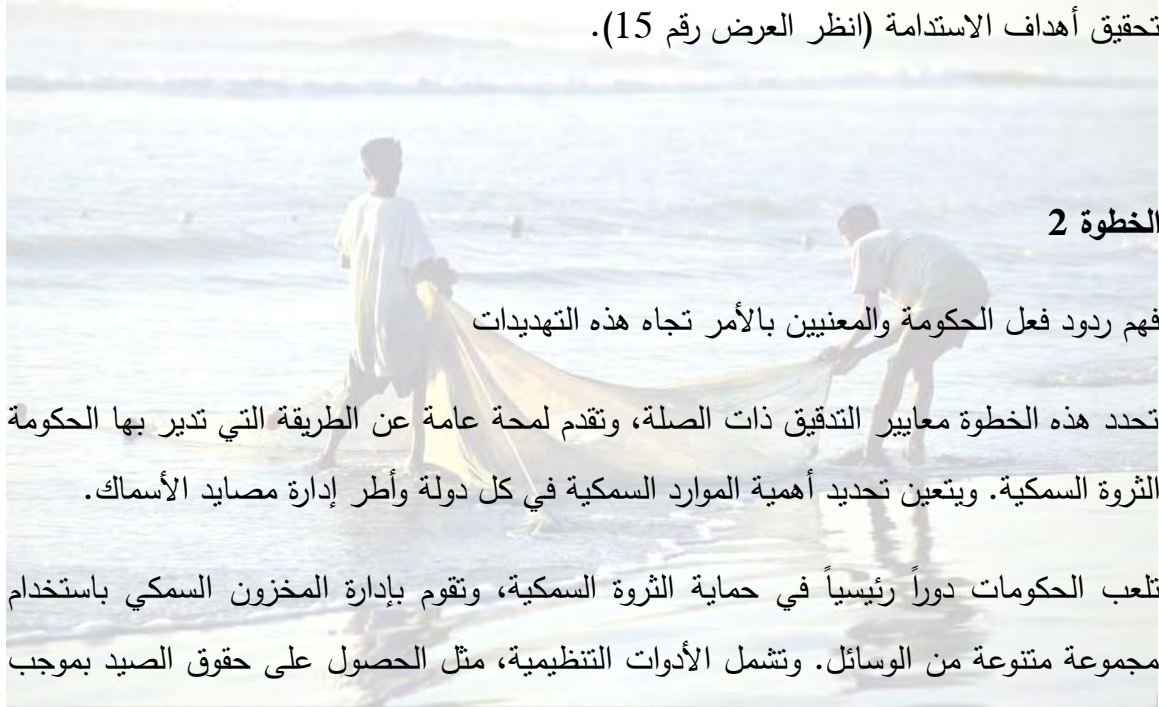 تحقيق أهداف الاستدامة (انظر العرض رقم 15).
الخطوة 2
فهم ردود فعل الحكومة والمعنيين بالأمر تجاه هذه التهديدات
تحدد هذه الخطوة معايير التدقيق ذات الصلة، وتقدم لمحة عامة عن الطريقة التي تدير بها الحكومة
الثروة السمكية. ويتعين تحديد أهمية الموارد السمكية في كل دولة وأطر إدارة مصايد الأسماك.
تلعب الحكومات دوراً رئيسياً في حماية الثروة السمكية، وتقوم بإدارة المخزون السمكي باستخدام
مجموعة متنوعة من الوسائل. وتشمل الأدوات التنظيمية، مثل الحصول على حقوق الصيد بموجب